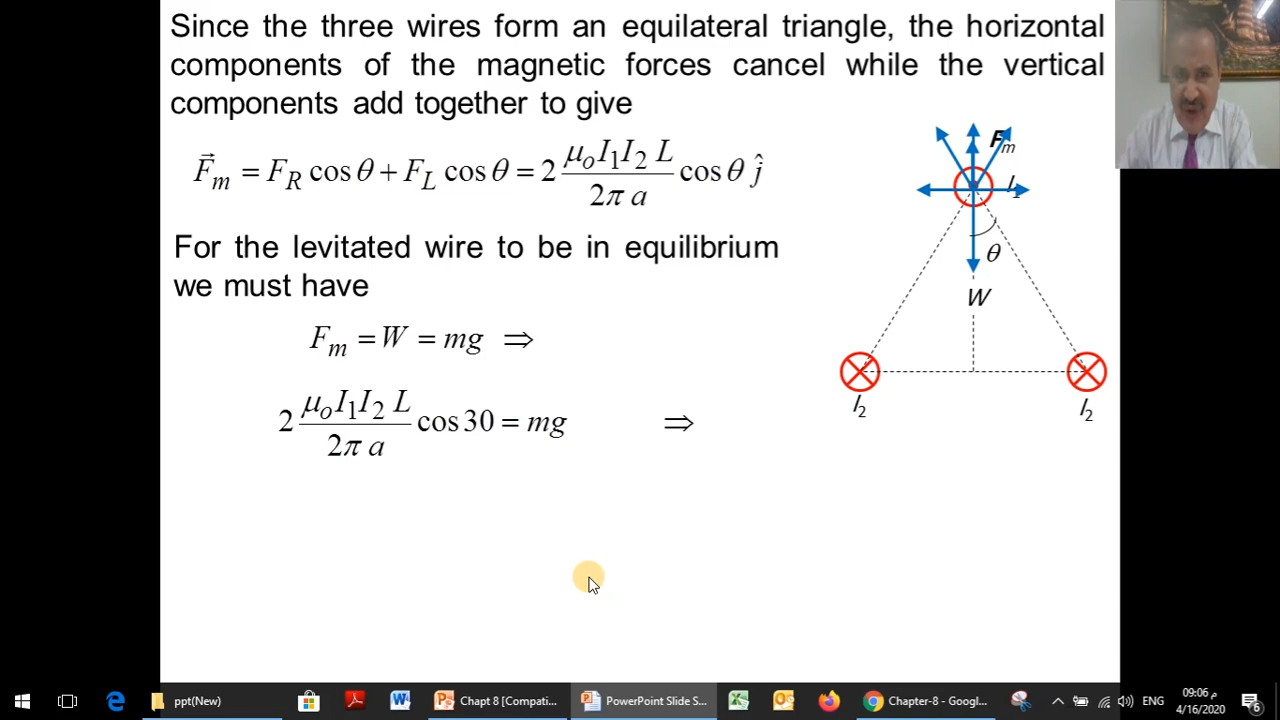 Since the three wires form an equilateral triangle, the horizontal
components of the magnetic forces cancel while the vertical
components add together to give
F⃗ₘ = F_R cos θ + F_L cos θ = 2 (μₒI₁I₂ L / 2π a) cos θ ĵ
For the levitated wire to be in equilibrium
we must have
Fₘ = W = mg ⇒
2 (μₒI₁I₂ L / 2π a) cos 30 = mg ⇒
Fₘ
I₁
θ
W
I₂
I₂
ppt(New)
Chapt 8 [Compati...
PowerPoint Slide S...
Chapter-8 - Googl...
ENG
09:06 م
4/16/2020
6